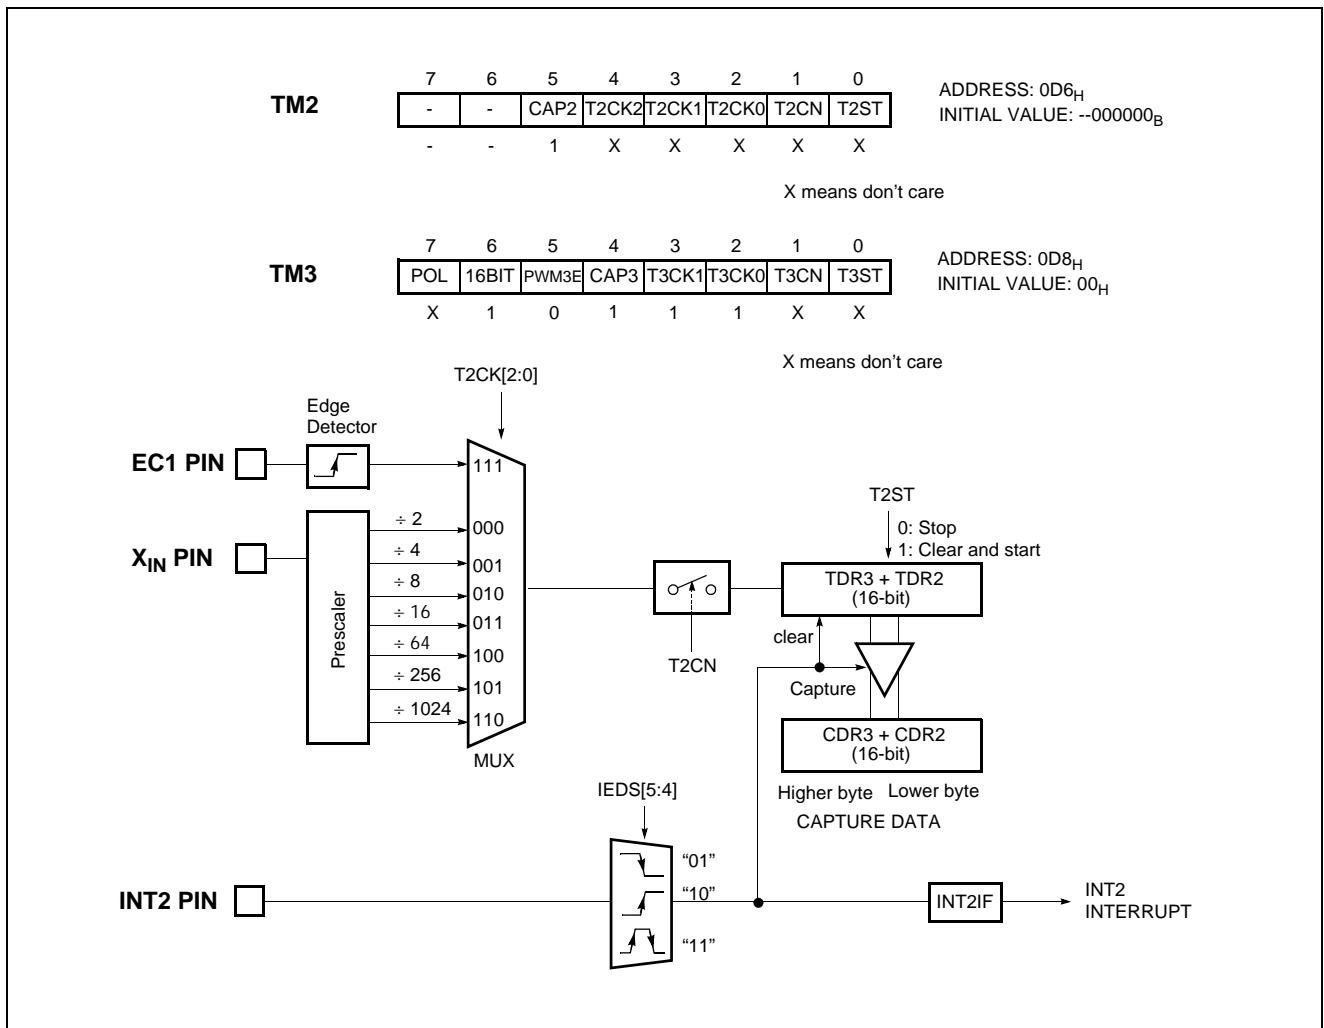 7 6 5 4 3 2 1 0
TM2 - - CAP2 T2CK2 T2CK1 T2CK0 T2CN T2ST
ADDRESS: 0D6H
INITIAL VALUE: --000000B
- - 1 X X X X X
X means don't care
7 6 5 4 3 2 1 0
TM3 POL 16BIT PWM3E CAP3 T3CK1 T3CK0 T3CN T3ST
ADDRESS: 0D8H
INITIAL VALUE: 00H
X 1 0 1 1 1 X X
X means don't care
T2CK[2:0]
Edge
Detector
EC1 PIN
111
XIN PIN
Prescaler
÷ 2
000
÷ 4
001
÷ 8
010
÷ 16
011
÷ 64
100
÷ 256
101
÷ 1024
110
MUX
T2CN
T2ST
0: Stop
1: Clear and start
TDR3 + TDR2
(16-bit)
clear
Capture
CDR3 + CDR2
(16-bit)
Higher byte Lower byte
CAPTURE DATA
IEDS[5:4]
“01”
INT2 PIN
“10”
“11”
INT2IF
INT2
INTERRUPT